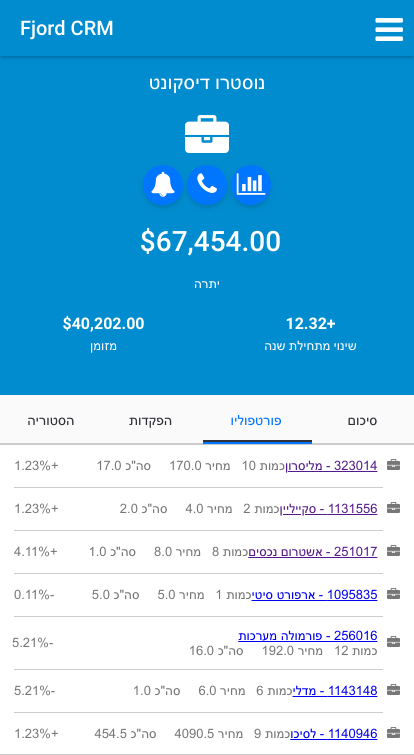 Fjord CRM
נוסטרו דיסקונט
$67,454.00
יתרה
12.32+
שינוי מתחילת שנה
$40,202.00
מזומן
סיכום פורטפוליו הפקדות הסטוריה
323014 - מליסרון כמות 10 מחיר 170.0 סה"כ 17.0 1.23%+
1131556 - סקייליין כמות 2 מחיר 4.0 סה"כ 2.0 1.23%+
251017 - אשטרום נכסים כמות 8 מחיר 8.0 סה"כ 1.0 4.11%+
1095835 - ארפורט סיטי כמות 1 מחיר 5.0 סה"כ 5.0 0.11%-
256016 - פורמולה מערכות
כמות 12 מחיר 192.0 סה"כ 16.0 5.21%-
1143148 - מדלי כמות 6 מחיר 6.0 סה"כ 1.0 5.21%-
1140946 - לסיכו כמות 9 מחיר 4090.5 סה"כ 454.5 1.23%+